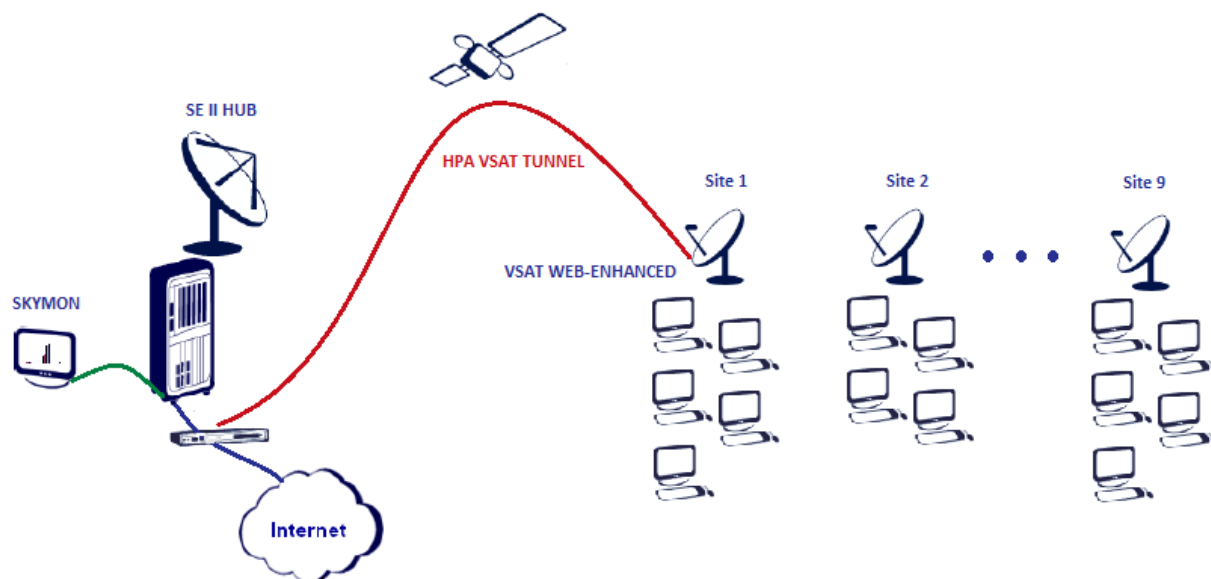 SE II HUB
HPA VSAT TUNNEL
Site 1
Site 2
Site 9
VSAT WEB-ENHANCED
SKYMON
Internet